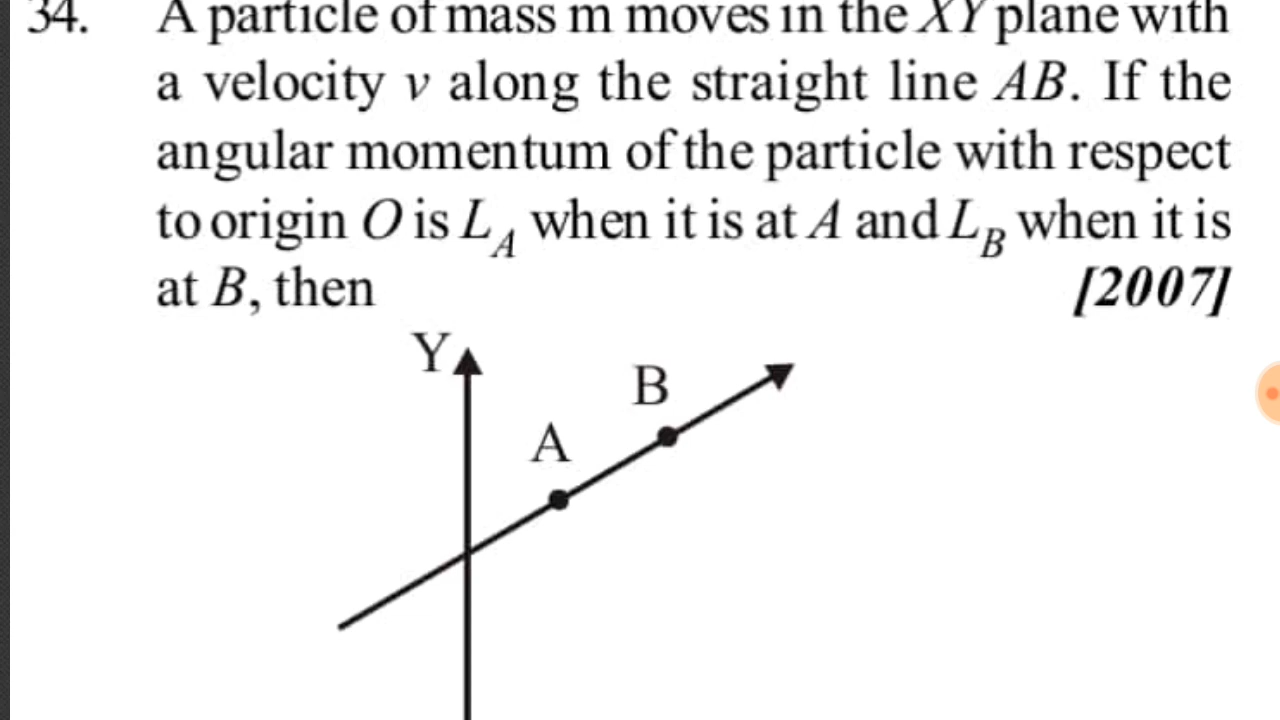 34. A particle of mass m moves in the XY plane with
a velocity v along the straight line AB. If the
angular momentum of the particle with respect
to origin O is L_A when it is at A and L_B when it is
at B, then [2007]
Y
B
A